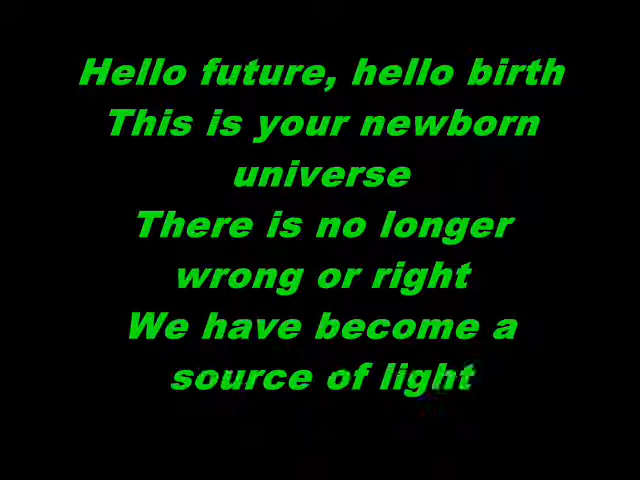 Hello future, hello birth
This is your newborn
universe
There is no longer
wrong or right
We have become a
source of light